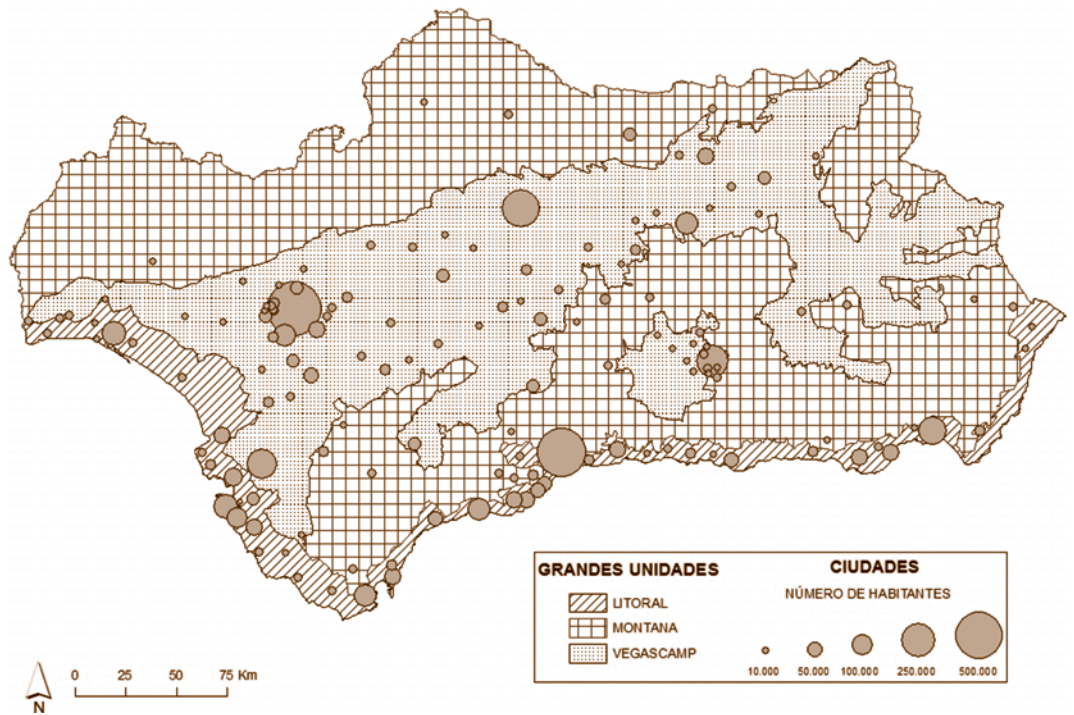 GRANDES UNIDADES
LITORAL
MONTANA
VEGASCAMP
CIUDADES
NÚMERO DE HABITANTES
10.000 50.000 100.000 250.000 500.000
0 25 50 75 Km
N